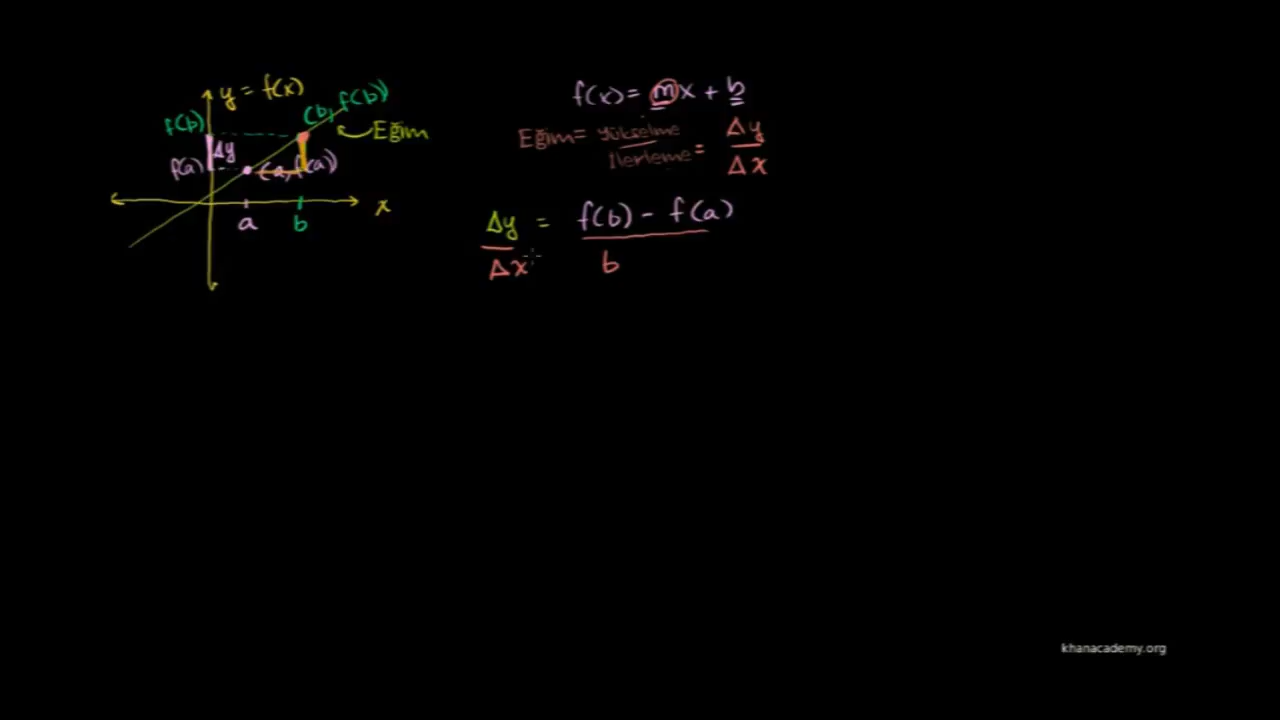 y = f(x)
f(b)
(b, f(b))
Eğim
Δy
f(a)
(a, f(a))
x
a
b
f(x) = mx + b
Eğim = yükselme / ilerleme = Δy / Δx
Δy / Δx = f(b) - f(a) / b
khanacademy.org